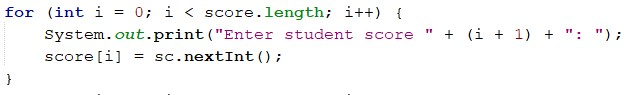 for (int i = 0; i < score.length; i++) {
    System.out.print("Enter student score " + (i + 1) + ": ");
    score[i] = sc.nextInt();
}